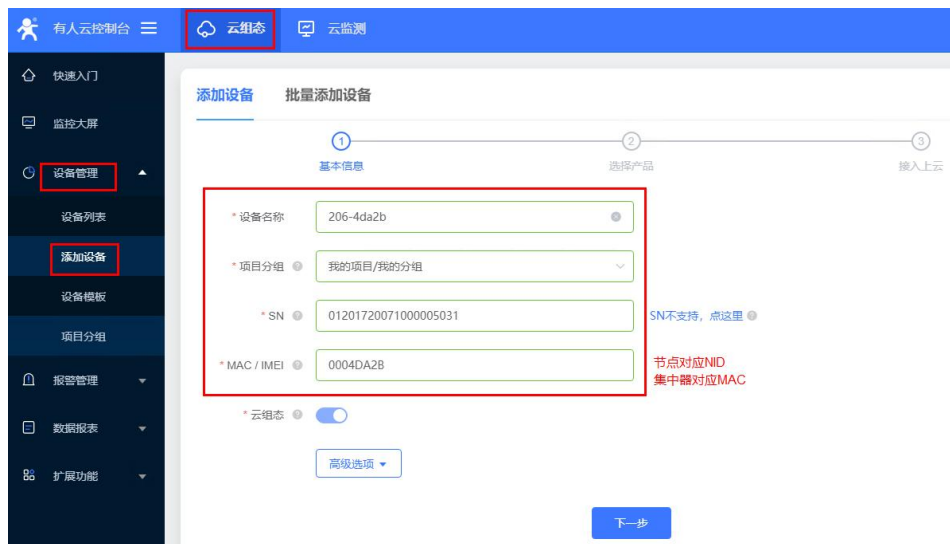 有人云控制台
云组态
云监测
快速入门
监控大屏
设备管理
设备列表
添加设备
设备模板
项目分组
报警管理
数据报表
扩展功能
添加设备
批量添加设备
1
基本信息
2
选择产品
3
接入上云
* 设备名称
206-4da2b
* 项目分组
我的项目/我的分组
* SN
01201720071000005031
SN不支持，点这里
* MAC / IMEI
0004DA2B
节点对应NID
集中器对应MAC
* 云组态
高级选项
下一步